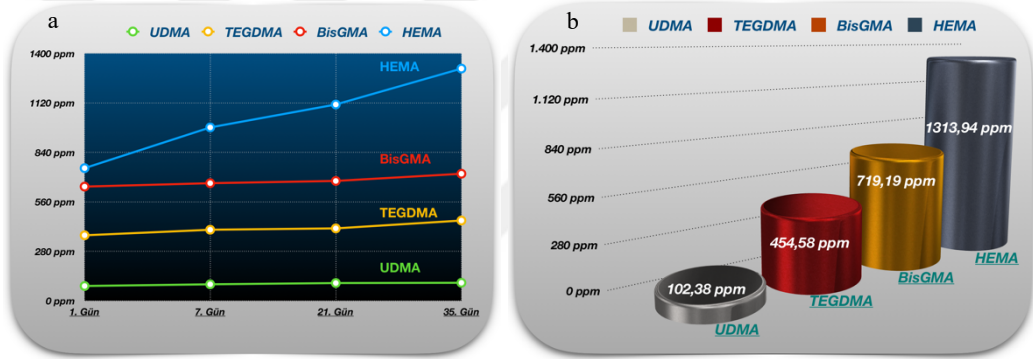 a
UDMA TEGDMA BisGMA HEMA
1400 ppm
1120 ppm
840 ppm
560 ppm
280 ppm
0 ppm
HEMA
BisGMA
TEGDMA
UDMA
1. Gün 7. Gün 21. Gün 35. Gün
b
UDMA TEGDMA BisGMA HEMA
1.400 ppm
1.120 ppm
840 ppm
560 ppm
280 ppm
0 ppm
1313,94 ppm
719,19 ppm
454,58 ppm
102,38 ppm
HEMA
BisGMA
TEGDMA
UDMA